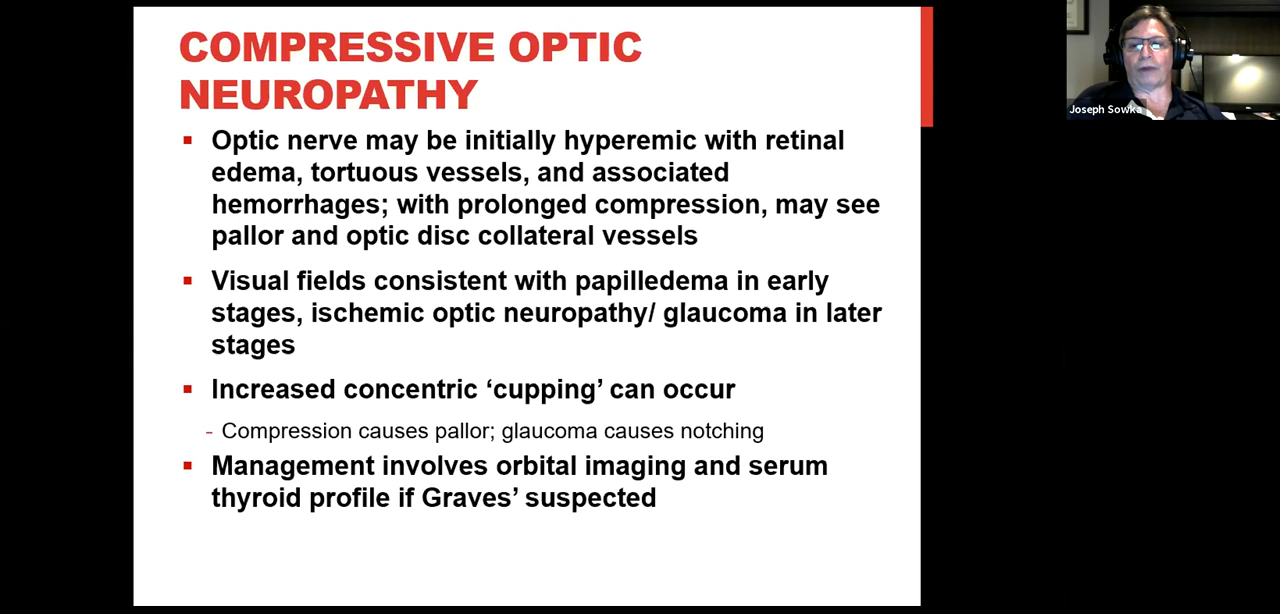 COMPRESSIVE OPTIC
NEUROPATHY
▪ Optic nerve may be initially hyperemic with retinal
edema, tortuous vessels, and associated
hemorrhages; with prolonged compression, may see
pallor and optic disc collateral vessels
▪ Visual fields consistent with papilledema in early
stages, ischemic optic neuropathy/ glaucoma in later
stages
▪ Increased concentric ‘cupping’ can occur
- Compression causes pallor; glaucoma causes notching
▪ Management involves orbital imaging and serum
thyroid profile if Graves’ suspected
Joseph Sowka